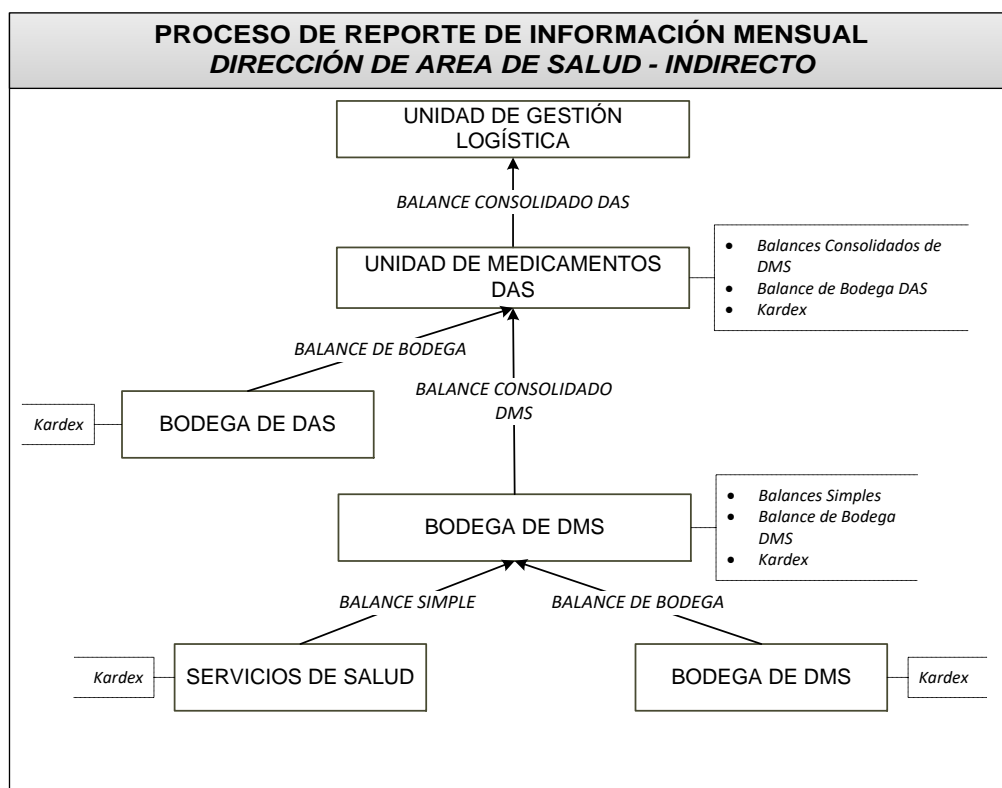 PROCESO DE REPORTE DE INFORMACIÓN MENSUAL
DIRECCIÓN DE AREA DE SALUD - INDIRECTO
UNIDAD DE GESTIÓN
LOGÍSTICA
BALANCE CONSOLIDADO DAS
UNIDAD DE MEDICAMENTOS
DAS
• Balances Consolidados de
DMS
• Balance de Bodega DAS
• Kardex
BALANCE DE BODEGA
BALANCE CONSOLIDADO
DMS
Kardex
BODEGA DE DAS
BODEGA DE DMS
• Balances Simples
• Balance de Bodega
DMS
• Kardex
BALANCE SIMPLE
BALANCE DE BODEGA
Kardex
SERVICIOS DE SALUD
BODEGA DE DMS
Kardex